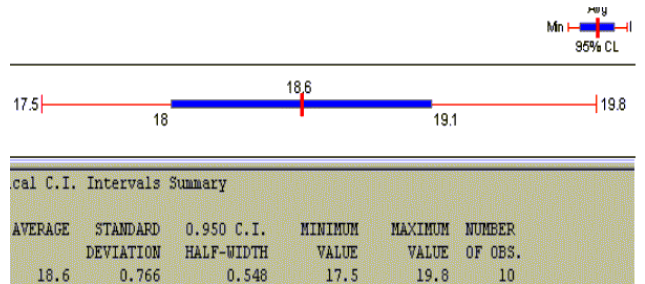 Avg
Min
95% CL
18.6
17.5 19.8
18 19.1
cal C.I. Intervals Summary
AVERAGE STANDARD 0.950 C.I. MINIMUM MAXIMUM NUMBER
DEVIATION HALF-WIDTH VALUE VALUE OF OBS.
18.6 0.766 0.548 17.5 19.8 10